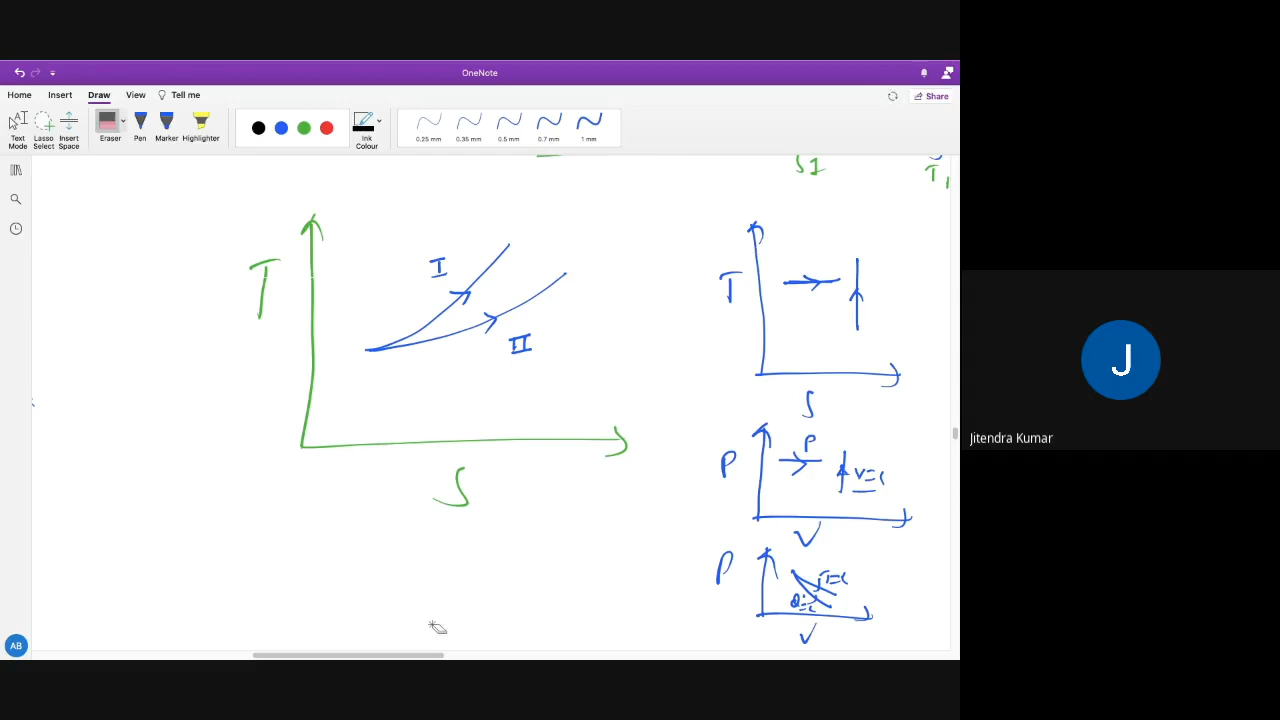 OneNote
Home Insert Draw View Tell me
Share
Text Mode
Lasso Select
Insert Space
Eraser
Pen
Marker
Highlighter
Ink Colour
0.25 mm
0.35 mm
0.5 mm
0.7 mm
1 mm
S1
T1
T
I
II
S
T
S
P
P
V=C
V
P
T=C
V
AB
J
Jitendra Kumar